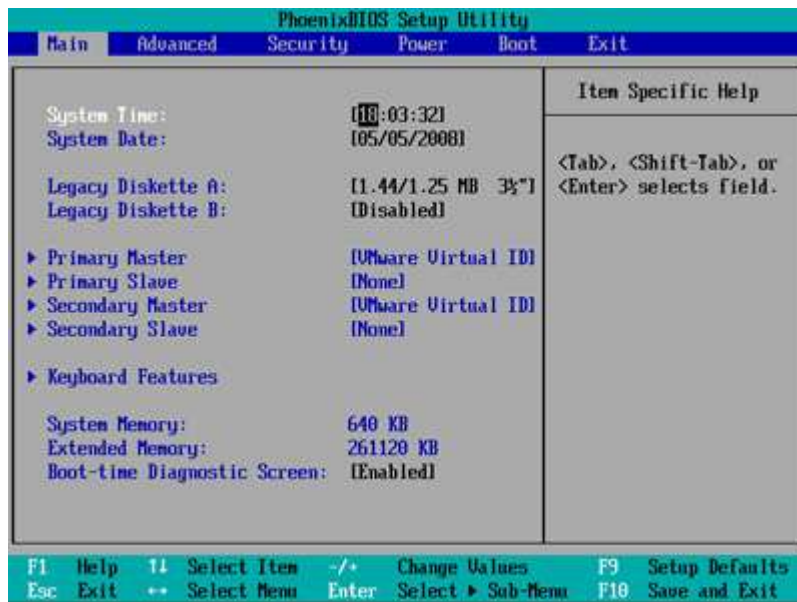 PhoenixBIOS Setup Utility
Main Advanced Security Power Boot Exit
Item Specific Help
System Time: [18:03:32]
System Date: [05/05/2008]
<Tab>, <Shift-Tab>, or
<Enter> selects field.
Legacy Diskette A: [1.44/1.25 MB 3½"]
Legacy Diskette B: [Disabled]
▶ Primary Master [VMware Virtual ID]
▶ Primary Slave [None]
▶ Secondary Master [VMware Virtual ID]
▶ Secondary Slave [None]
▶ Keyboard Features
System Memory: 640 KB
Extended Memory: 261120 KB
Boot-time Diagnostic Screen: [Enabled]
F1 Help ↑↓ Select Item -/+ Change Values F9 Setup Defaults
Esc Exit ↔ Select Menu Enter Select ▶ Sub-Menu F10 Save and Exit